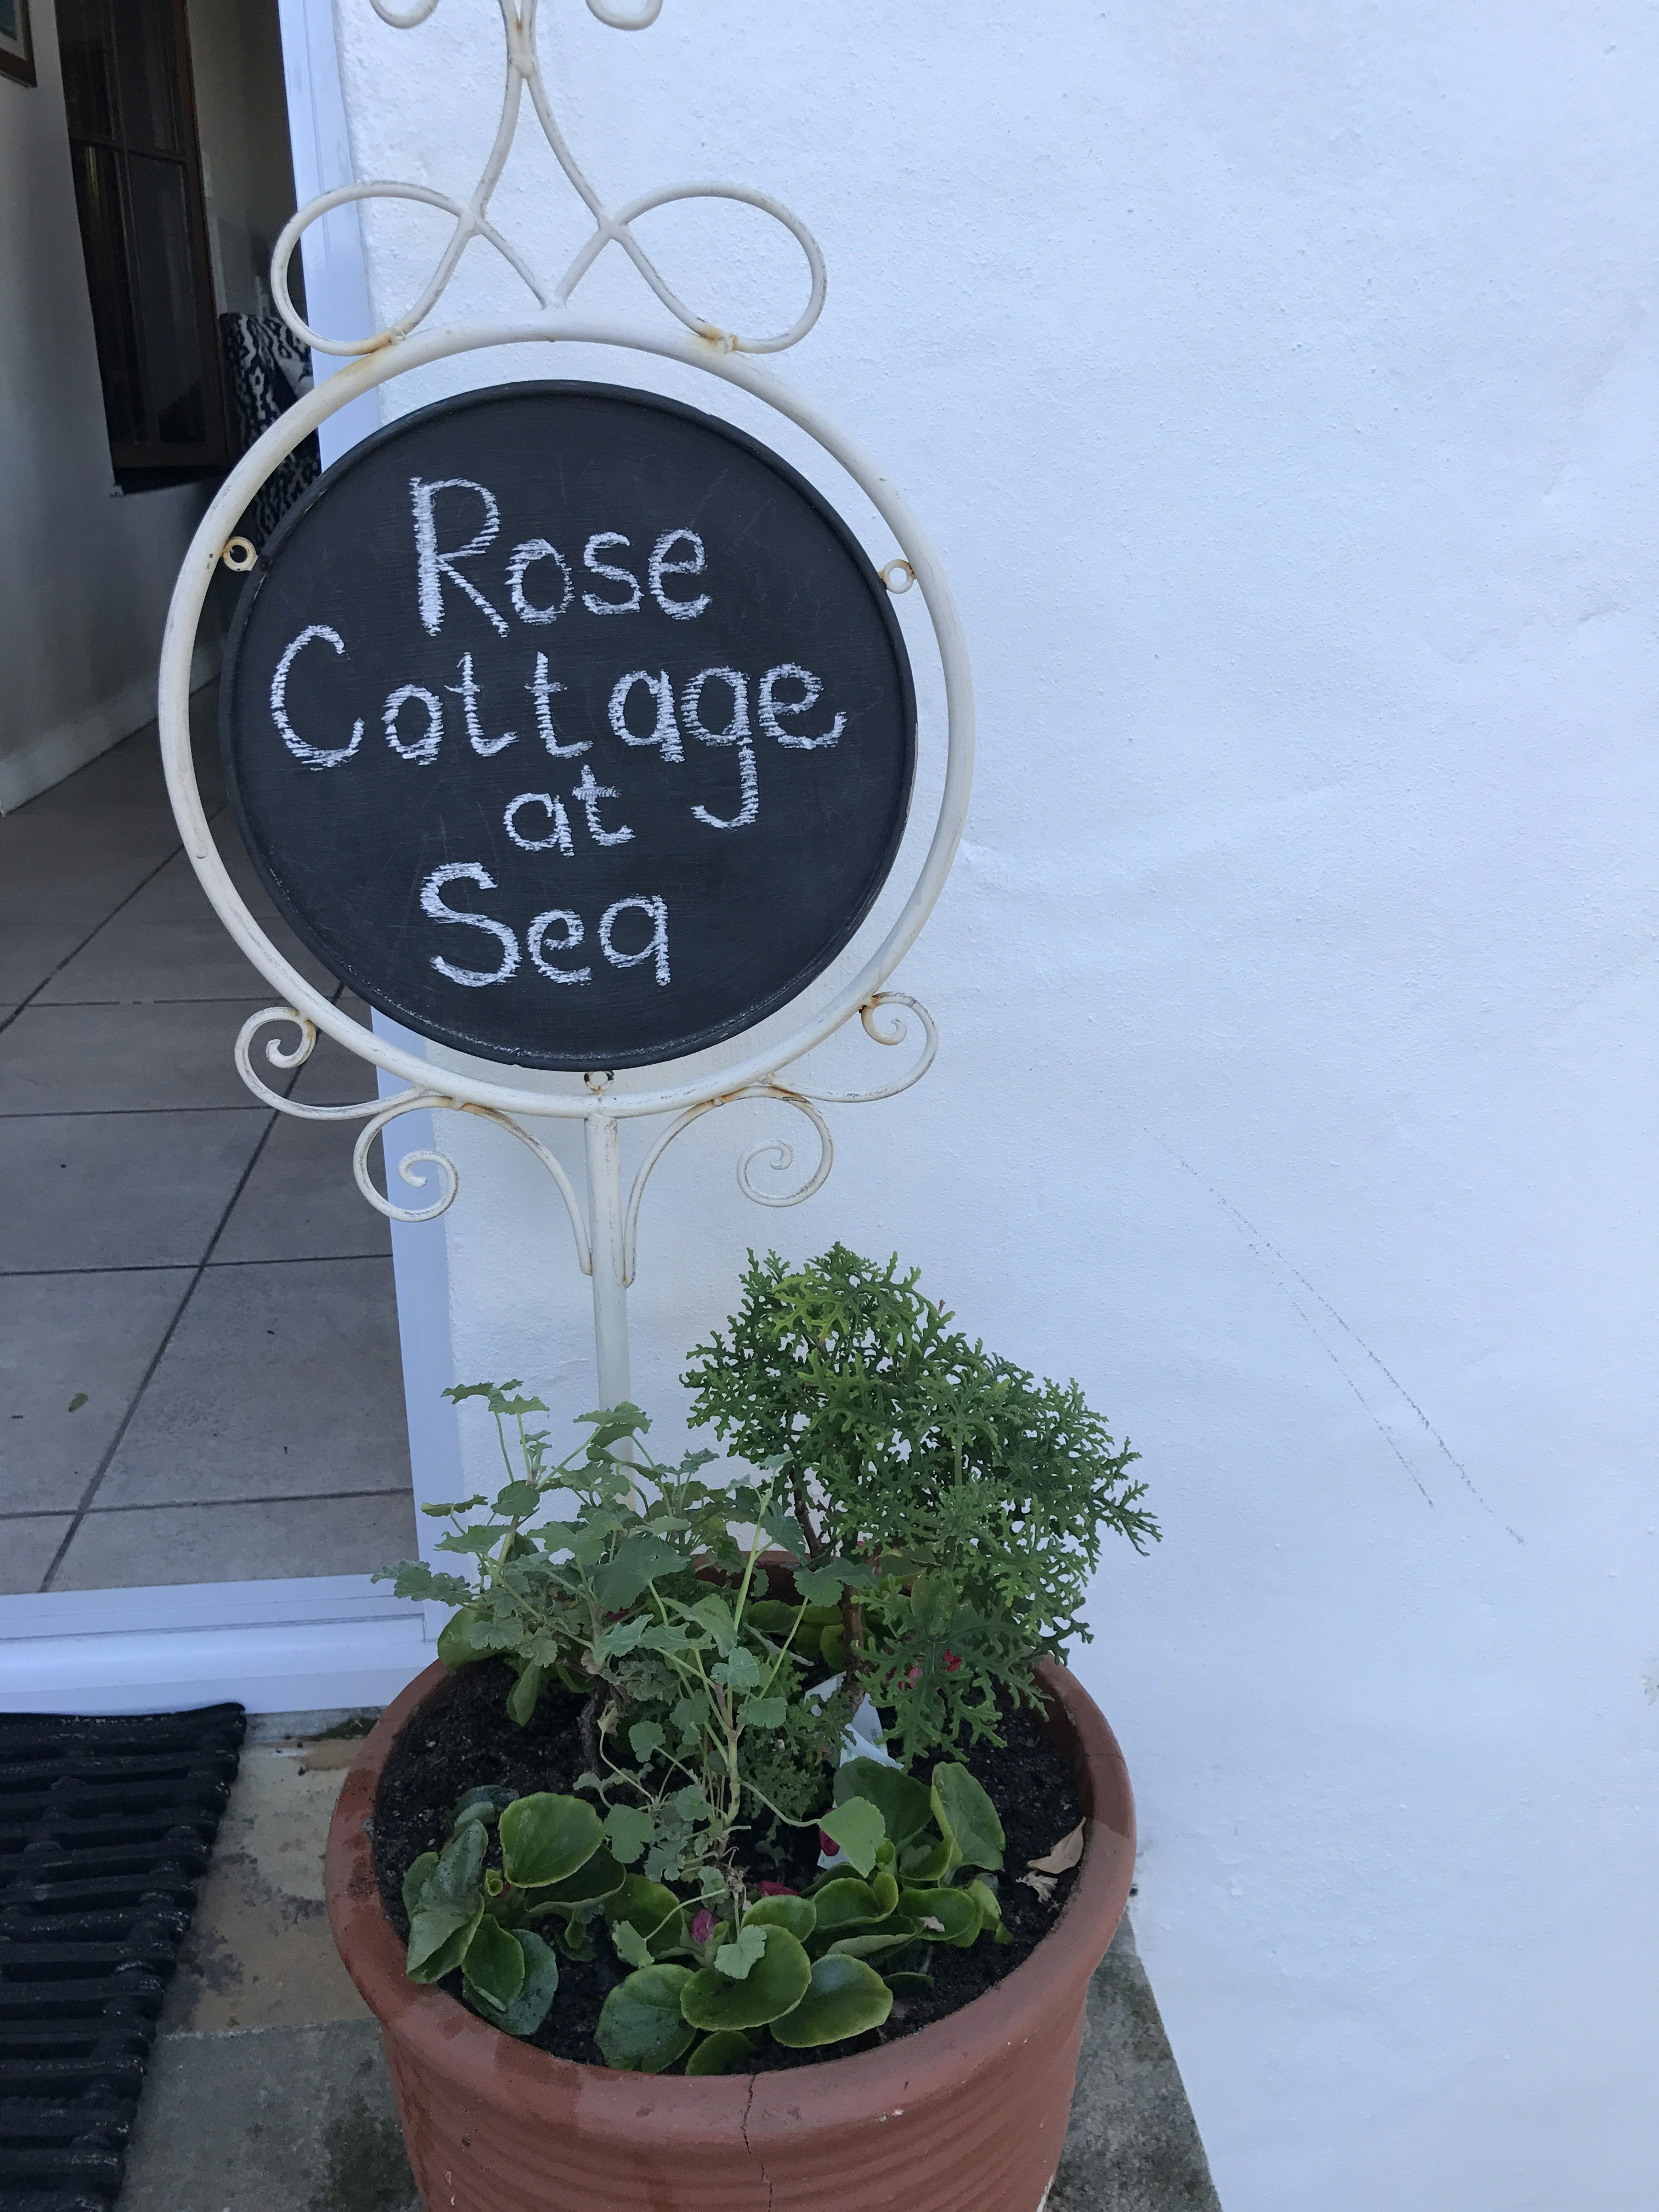 Rose
Cottage
at
Sea